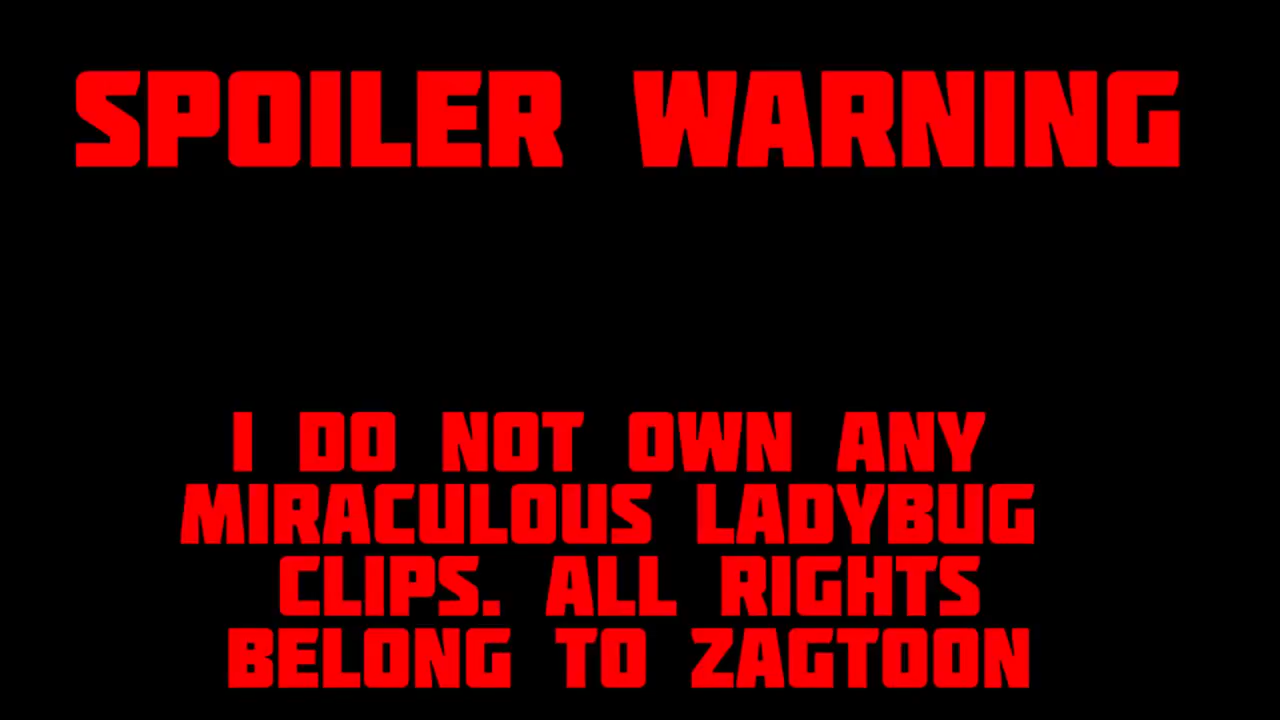 SPOILER WARNING
I DO NOT OWN ANY
MIRACULOUS LADYBUG
CLIPS. ALL RIGHTS
BELONG TO ZAGTOON